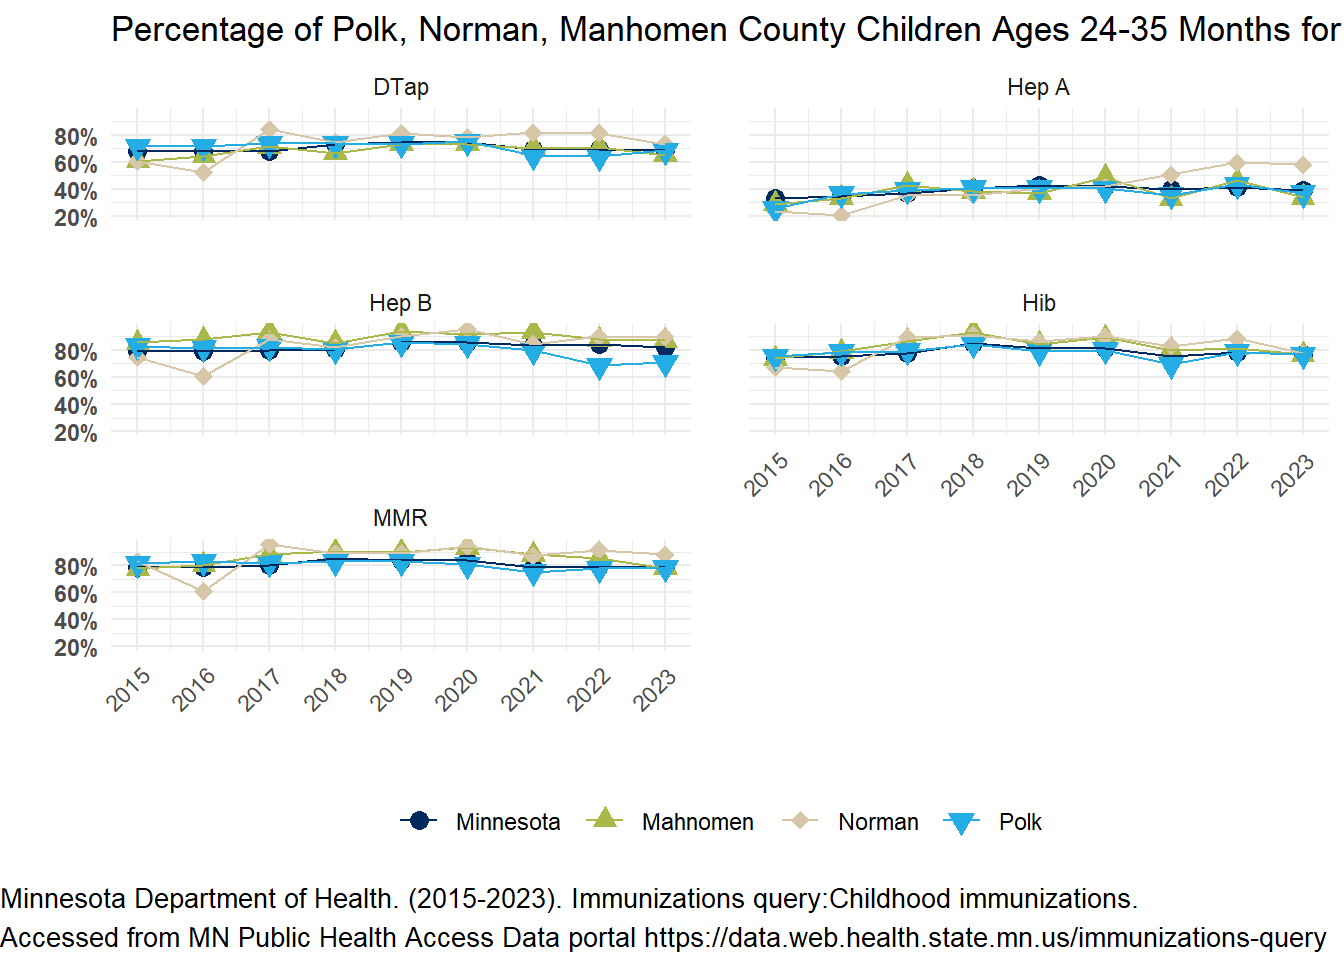 Percentage of Polk, Norman, Manhomen County Children Ages 24-35 Months for
DTap
Hep A
80%
60%
40%
20%
Hep B
Hib
80%
60%
40%
20%
2015 2016 2017 2018 2019 2020 2021 2022 2023
MMR
80%
60%
40%
20%
2015 2016 2017 2018 2019 2020 2021 2022 2023
Minnesota Mahnomen Norman Polk
Minnesota Department of Health. (2015-2023). Immunizations query:Childhood immunizations.
Accessed from MN Public Health Access Data portal https://data.web.health.state.mn.us/immunizations-query